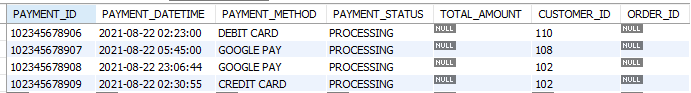 PAYMENT_ID PAYMENT_DATETIME PAYMENT_METHOD PAYMENT_STATUS TOTAL_AMOUNT CUSTOMER_ID ORDER_ID
102345678906 2021-08-22 02:23:00 DEBIT CARD PROCESSING NULL 110 NULL
102345678907 2021-08-22 05:45:00 GOOGLE PAY PROCESSING NULL 108 NULL
102345678908 2021-08-22 23:06:44 GOOGLE PAY PROCESSING NULL 102 NULL
102345678909 2021-08-22 02:30:55 CREDIT CARD PROCESSING NULL 102 NULL